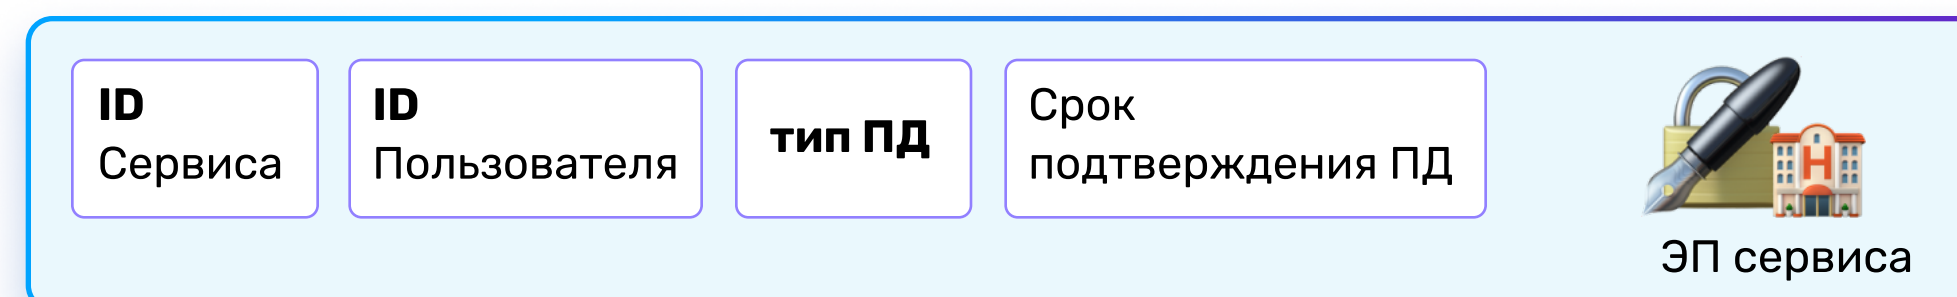 ID
Сервиса
ID
Пользователя
тип ПД
Срок
подтверждения ПД
H
ЭП сервиса